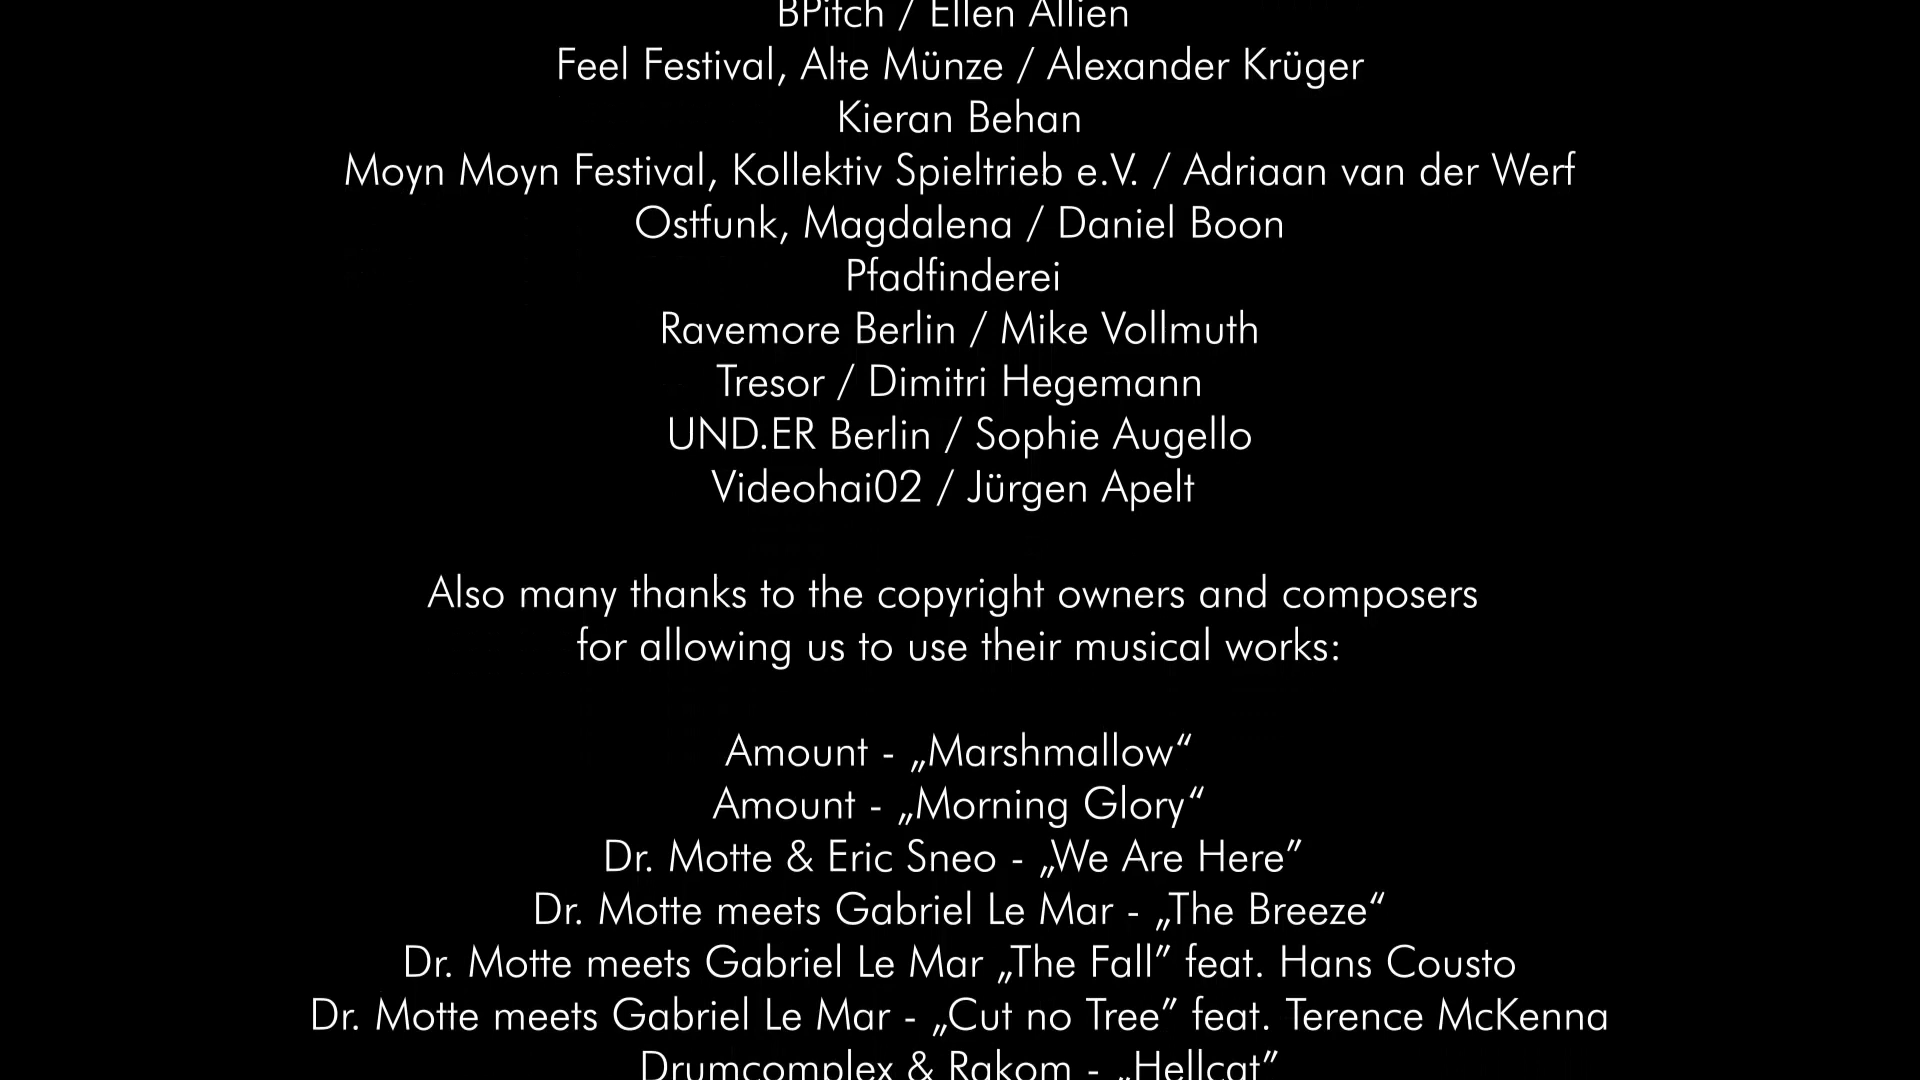 BPitch / Ellen Allien
Feel Festival, Alte Münze / Alexander Krüger
Kieran Behan
Moyn Moyn Festival, Kollektiv Spieltrieb e.V. / Adriaan van der Werf
Ostfunk, Magdalena / Daniel Boon
Pfadfinderei
Ravemore Berlin / Mike Vollmuth
Tresor / Dimitri Hegemann
UND.ER Berlin / Sophie Augello
Videohai02 / Jürgen Apelt
Also many thanks to the copyright owners and composers
for allowing us to use their musical works:
Amount - „Marshmallow“
Amount - „Morning Glory“
Dr. Motte & Eric Sneo - „We Are Here”
Dr. Motte meets Gabriel Le Mar - „The Breeze“
Dr. Motte meets Gabriel Le Mar „The Fall” feat. Hans Cousto
Dr. Motte meets Gabriel Le Mar - „Cut no Tree” feat. Terence McKenna
Drumcomplex & Rakom - „Hellcat”